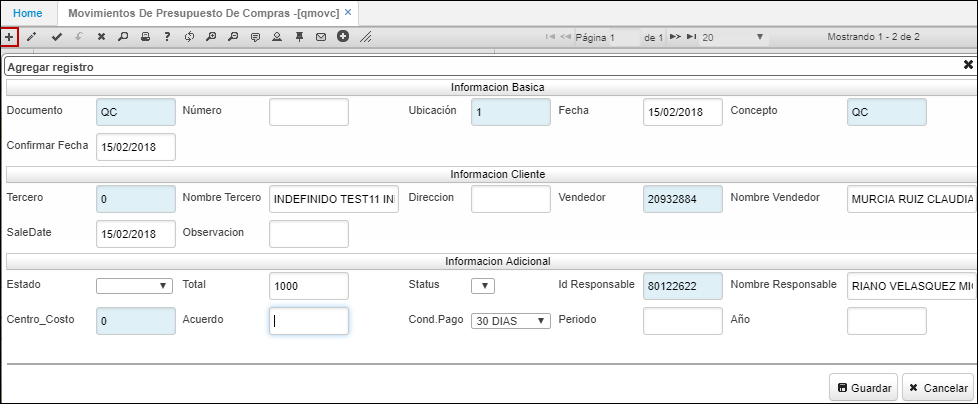 Home Movimientos De Presupuesto De Compras -[qmovc] ×
Página 1 de 1 20 Mostrando 1 - 2 de 2
Agregar registro
Informacion Basica
Documento QC Número Ubicación 1 Fecha 15/02/2018 Concepto QC
Confirmar Fecha 15/02/2018
Informacion Cliente
Tercero 0 Nombre Tercero INDEFINIDO TEST11 IN Direccion Vendedor 20932884 Nombre Vendedor MURCIA RUIZ CLAUDIA
SaleDate 15/02/2018 Observacion
Informacion Adicional
Estado Total 1000 Status Id Responsable 80122622 Nombre Responsable RIANO VELASQUEZ MI
Centro_Costo 0 Acuerdo Cond.Pago 30 DIAS Periodo Año
Guardar Cancelar